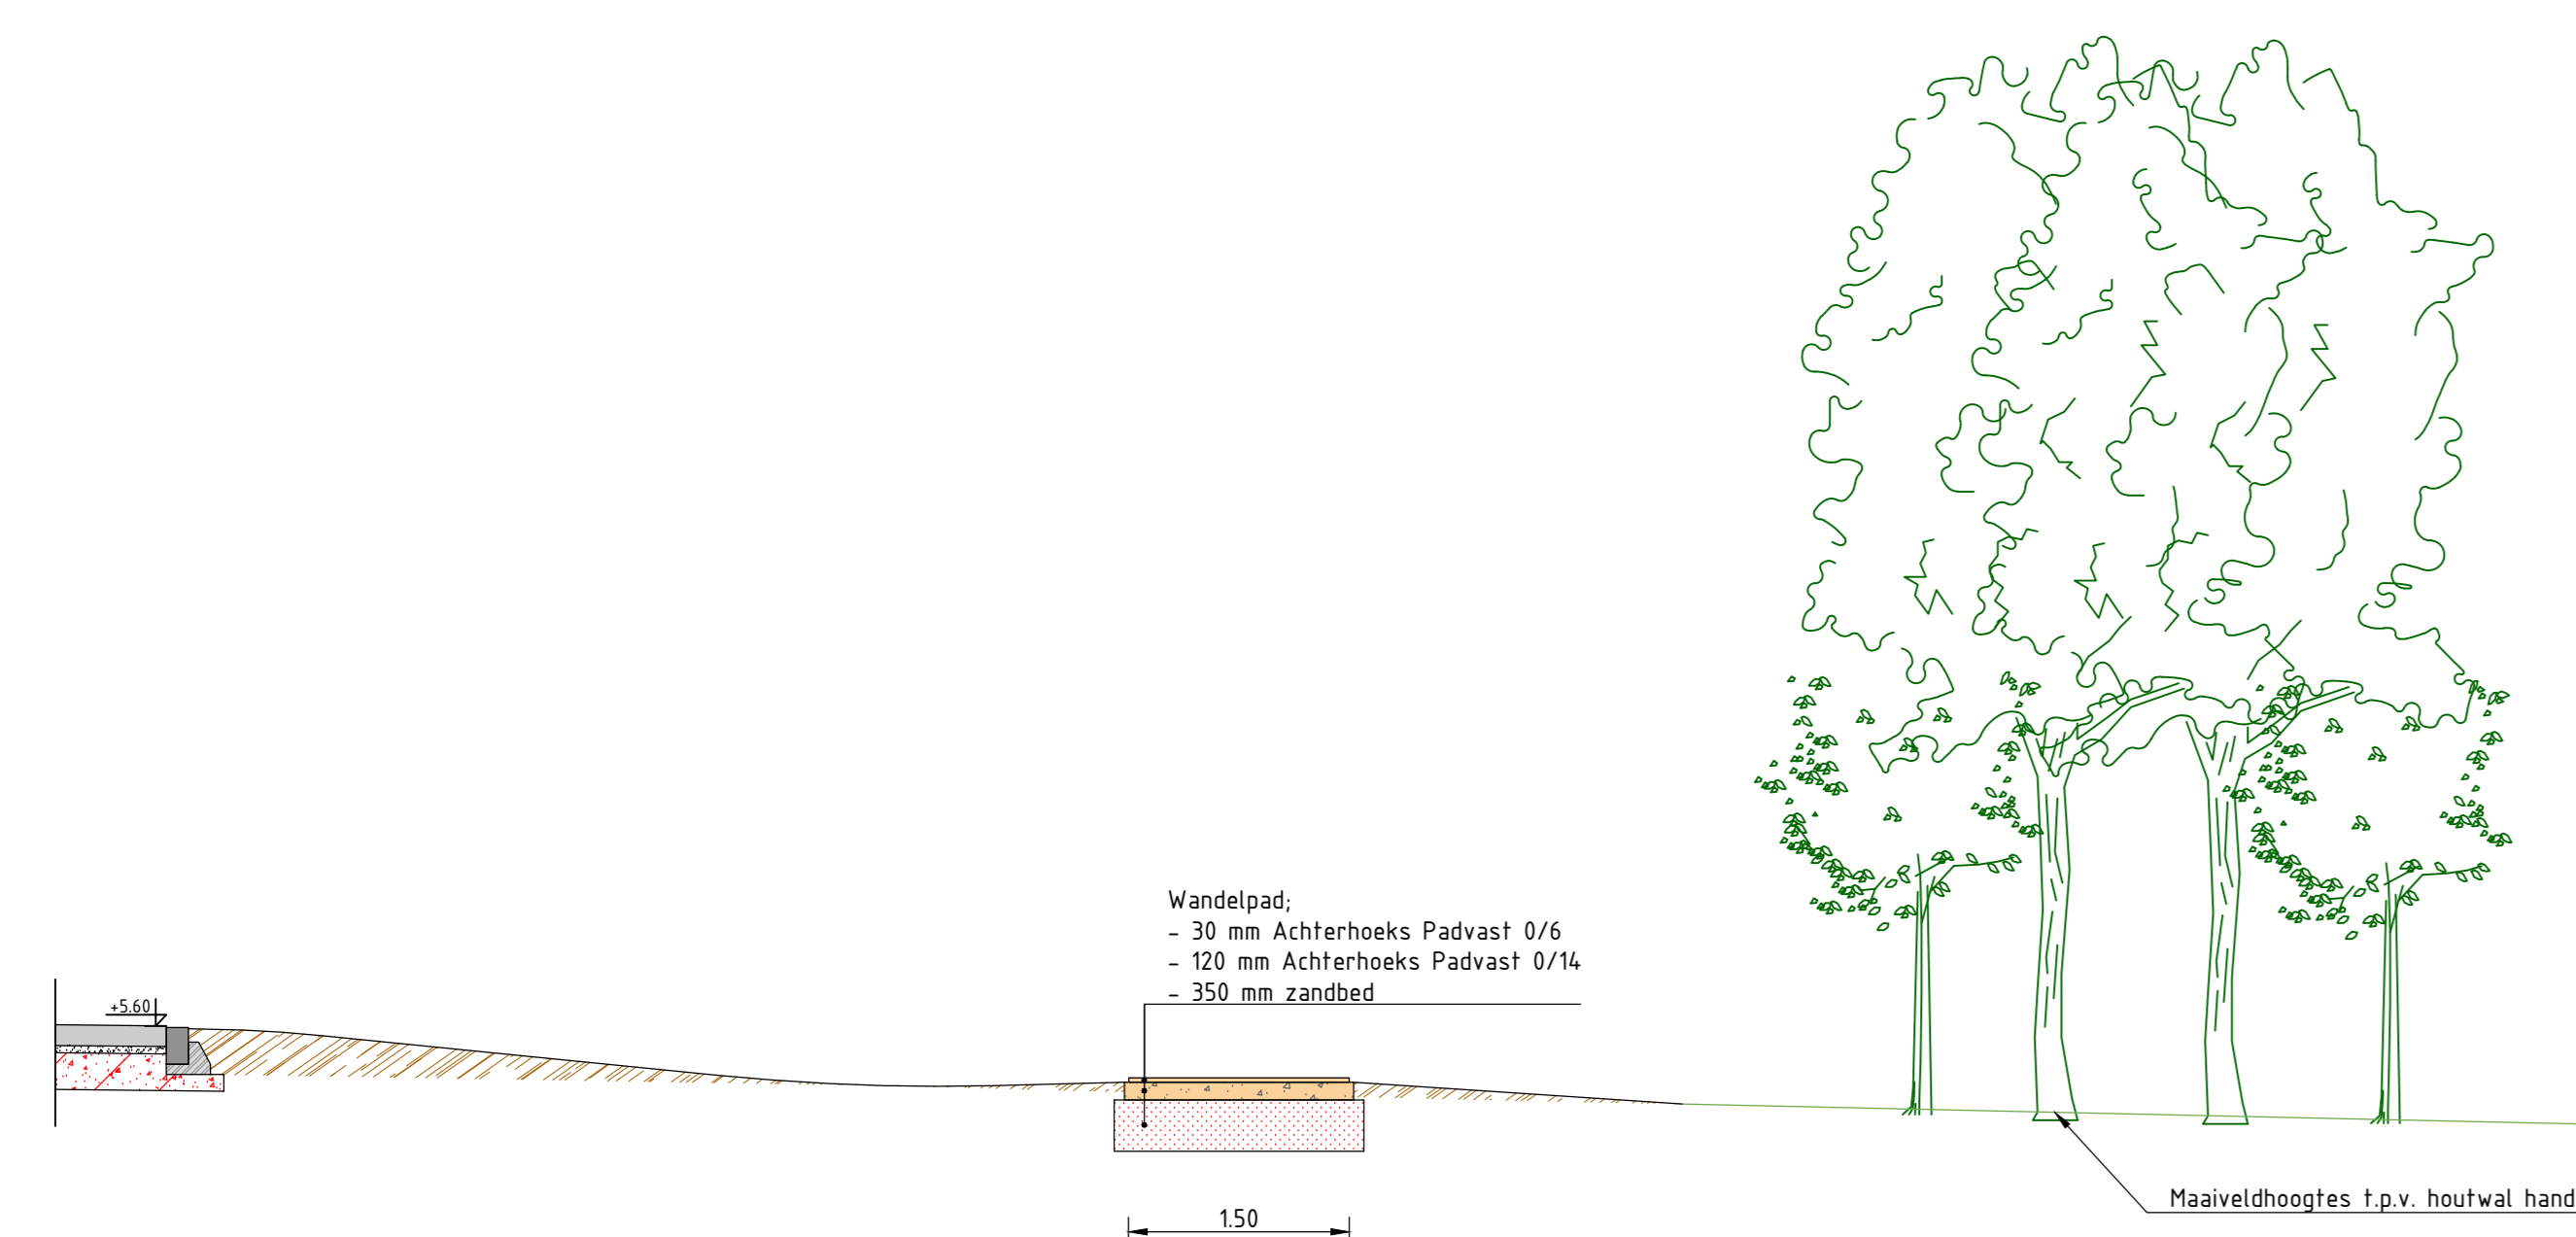 Wandelpad;
- 30 mm Achterhoeks Padvast 0/6
- 120 mm Achterhoeks Padvast 0/14
- 350 mm zandbed
+5.60
Maaiveldhoogtes t.p.v. houtwal hand
1.50